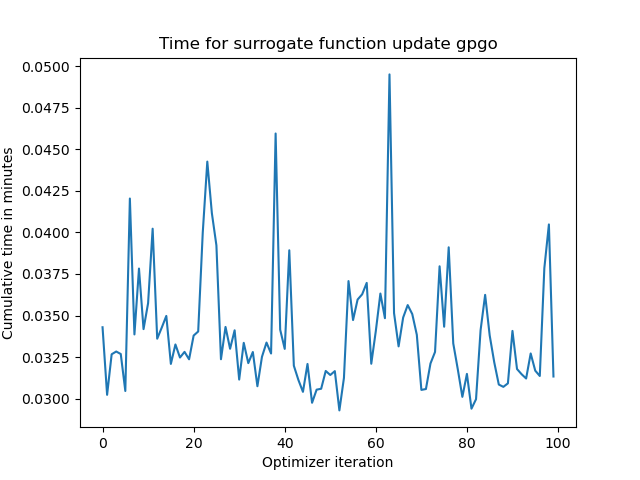 Time for surrogate function update gpgo
0.0500
0.0475
0.0450
0.0425
0.0400
0.0375
0.0350
0.0325
0.0300
Cumulative time in minutes
0 20 40 60 80 100
Optimizer iteration